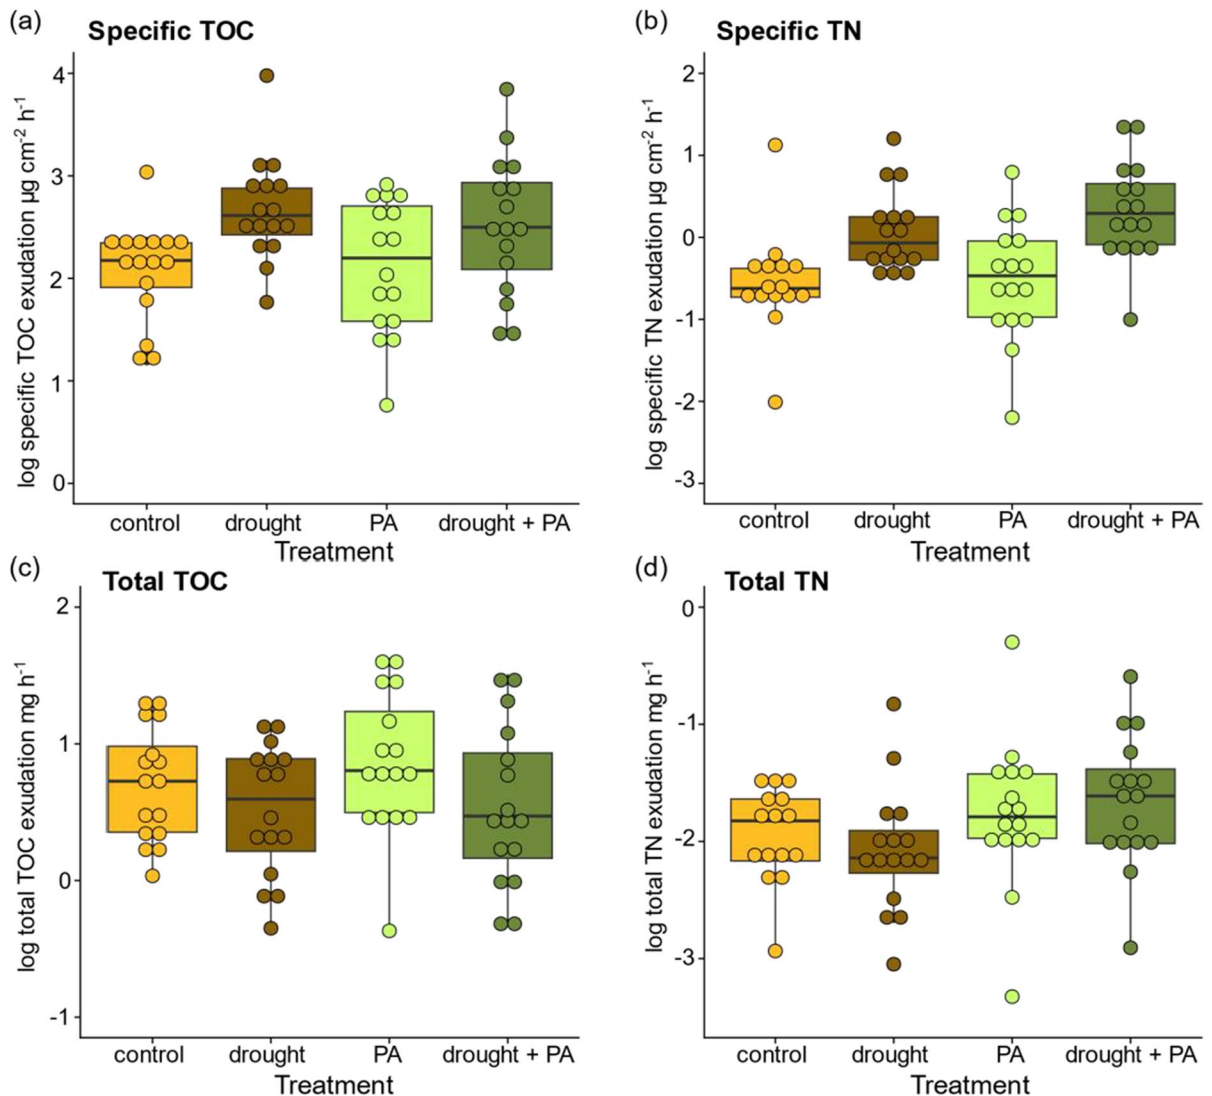 (a)
Specific TOC
log specific TOC exudation µg cm-2 h-1
4
3
2
1
0
control
drought
PA
drought + PA
Treatment
(b)
Specific TN
log specific TN exudation µg cm-2 h-1
2
1
0
-1
-2
-3
control
drought
PA
drought + PA
Treatment
(c)
Total TOC
log total TOC exudation mg h-1
2
1
0
-1
control
drought
PA
drought + PA
Treatment
(d)
Total TN
log total TN exudation mg h-1
0
-1
-2
-3
control
drought
PA
drought + PA
Treatment